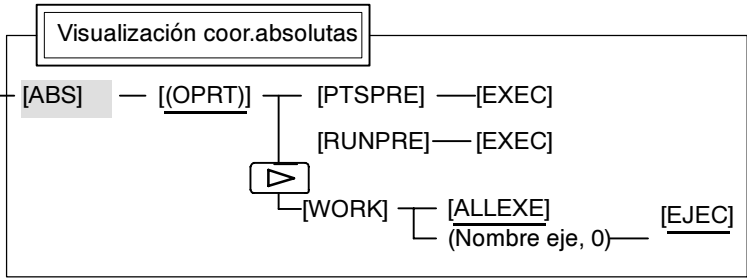 Visualización coor.absolutas
[ABS] [(OPRT)] [PTSPRE] [EXEC]
[RUNPRE] [EXEC]
[WORK] [ALLEXE]
(Nombre eje, 0) [EJEC]